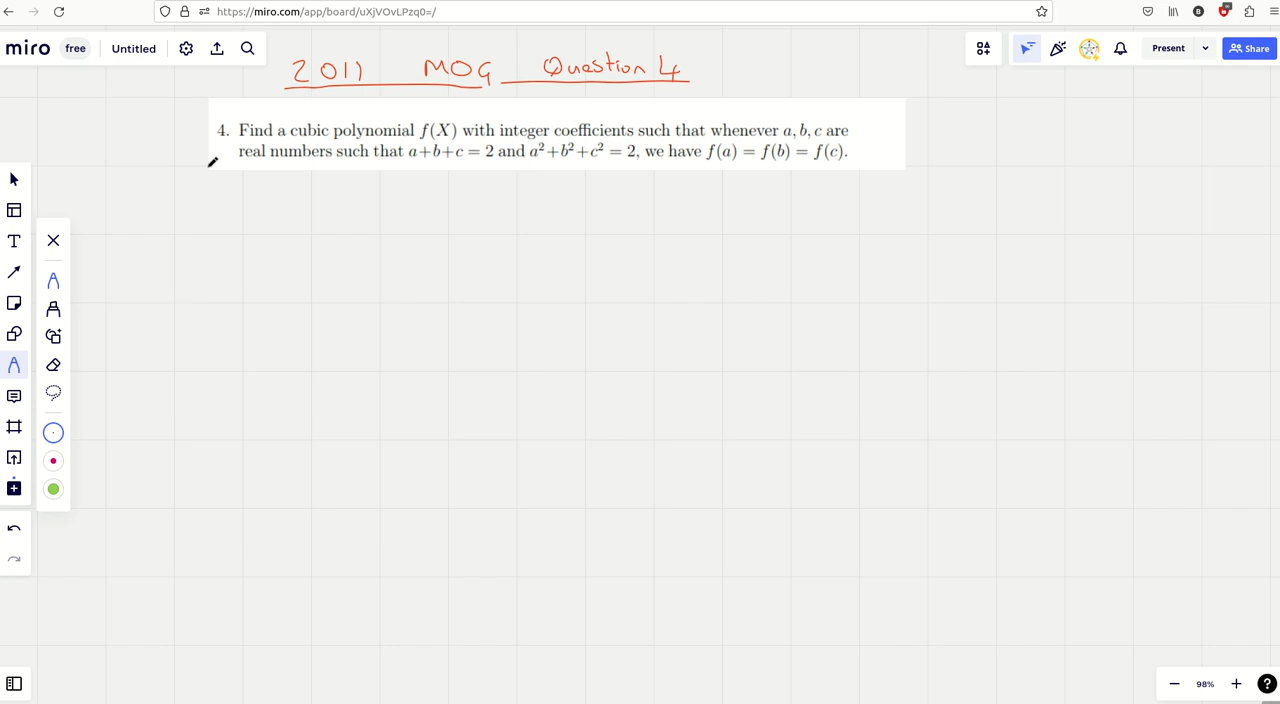 https://miro.com/app/board/uXjVOvLPzq0=/
miro free Untitled Present Share
2011 MOG Question 4
4. Find a cubic polynomial f(X) with integer coefficients such that whenever a, b, c are
real numbers such that a+b+c = 2 and a²+b²+c² = 2, we have f(a) = f(b) = f(c).
98%